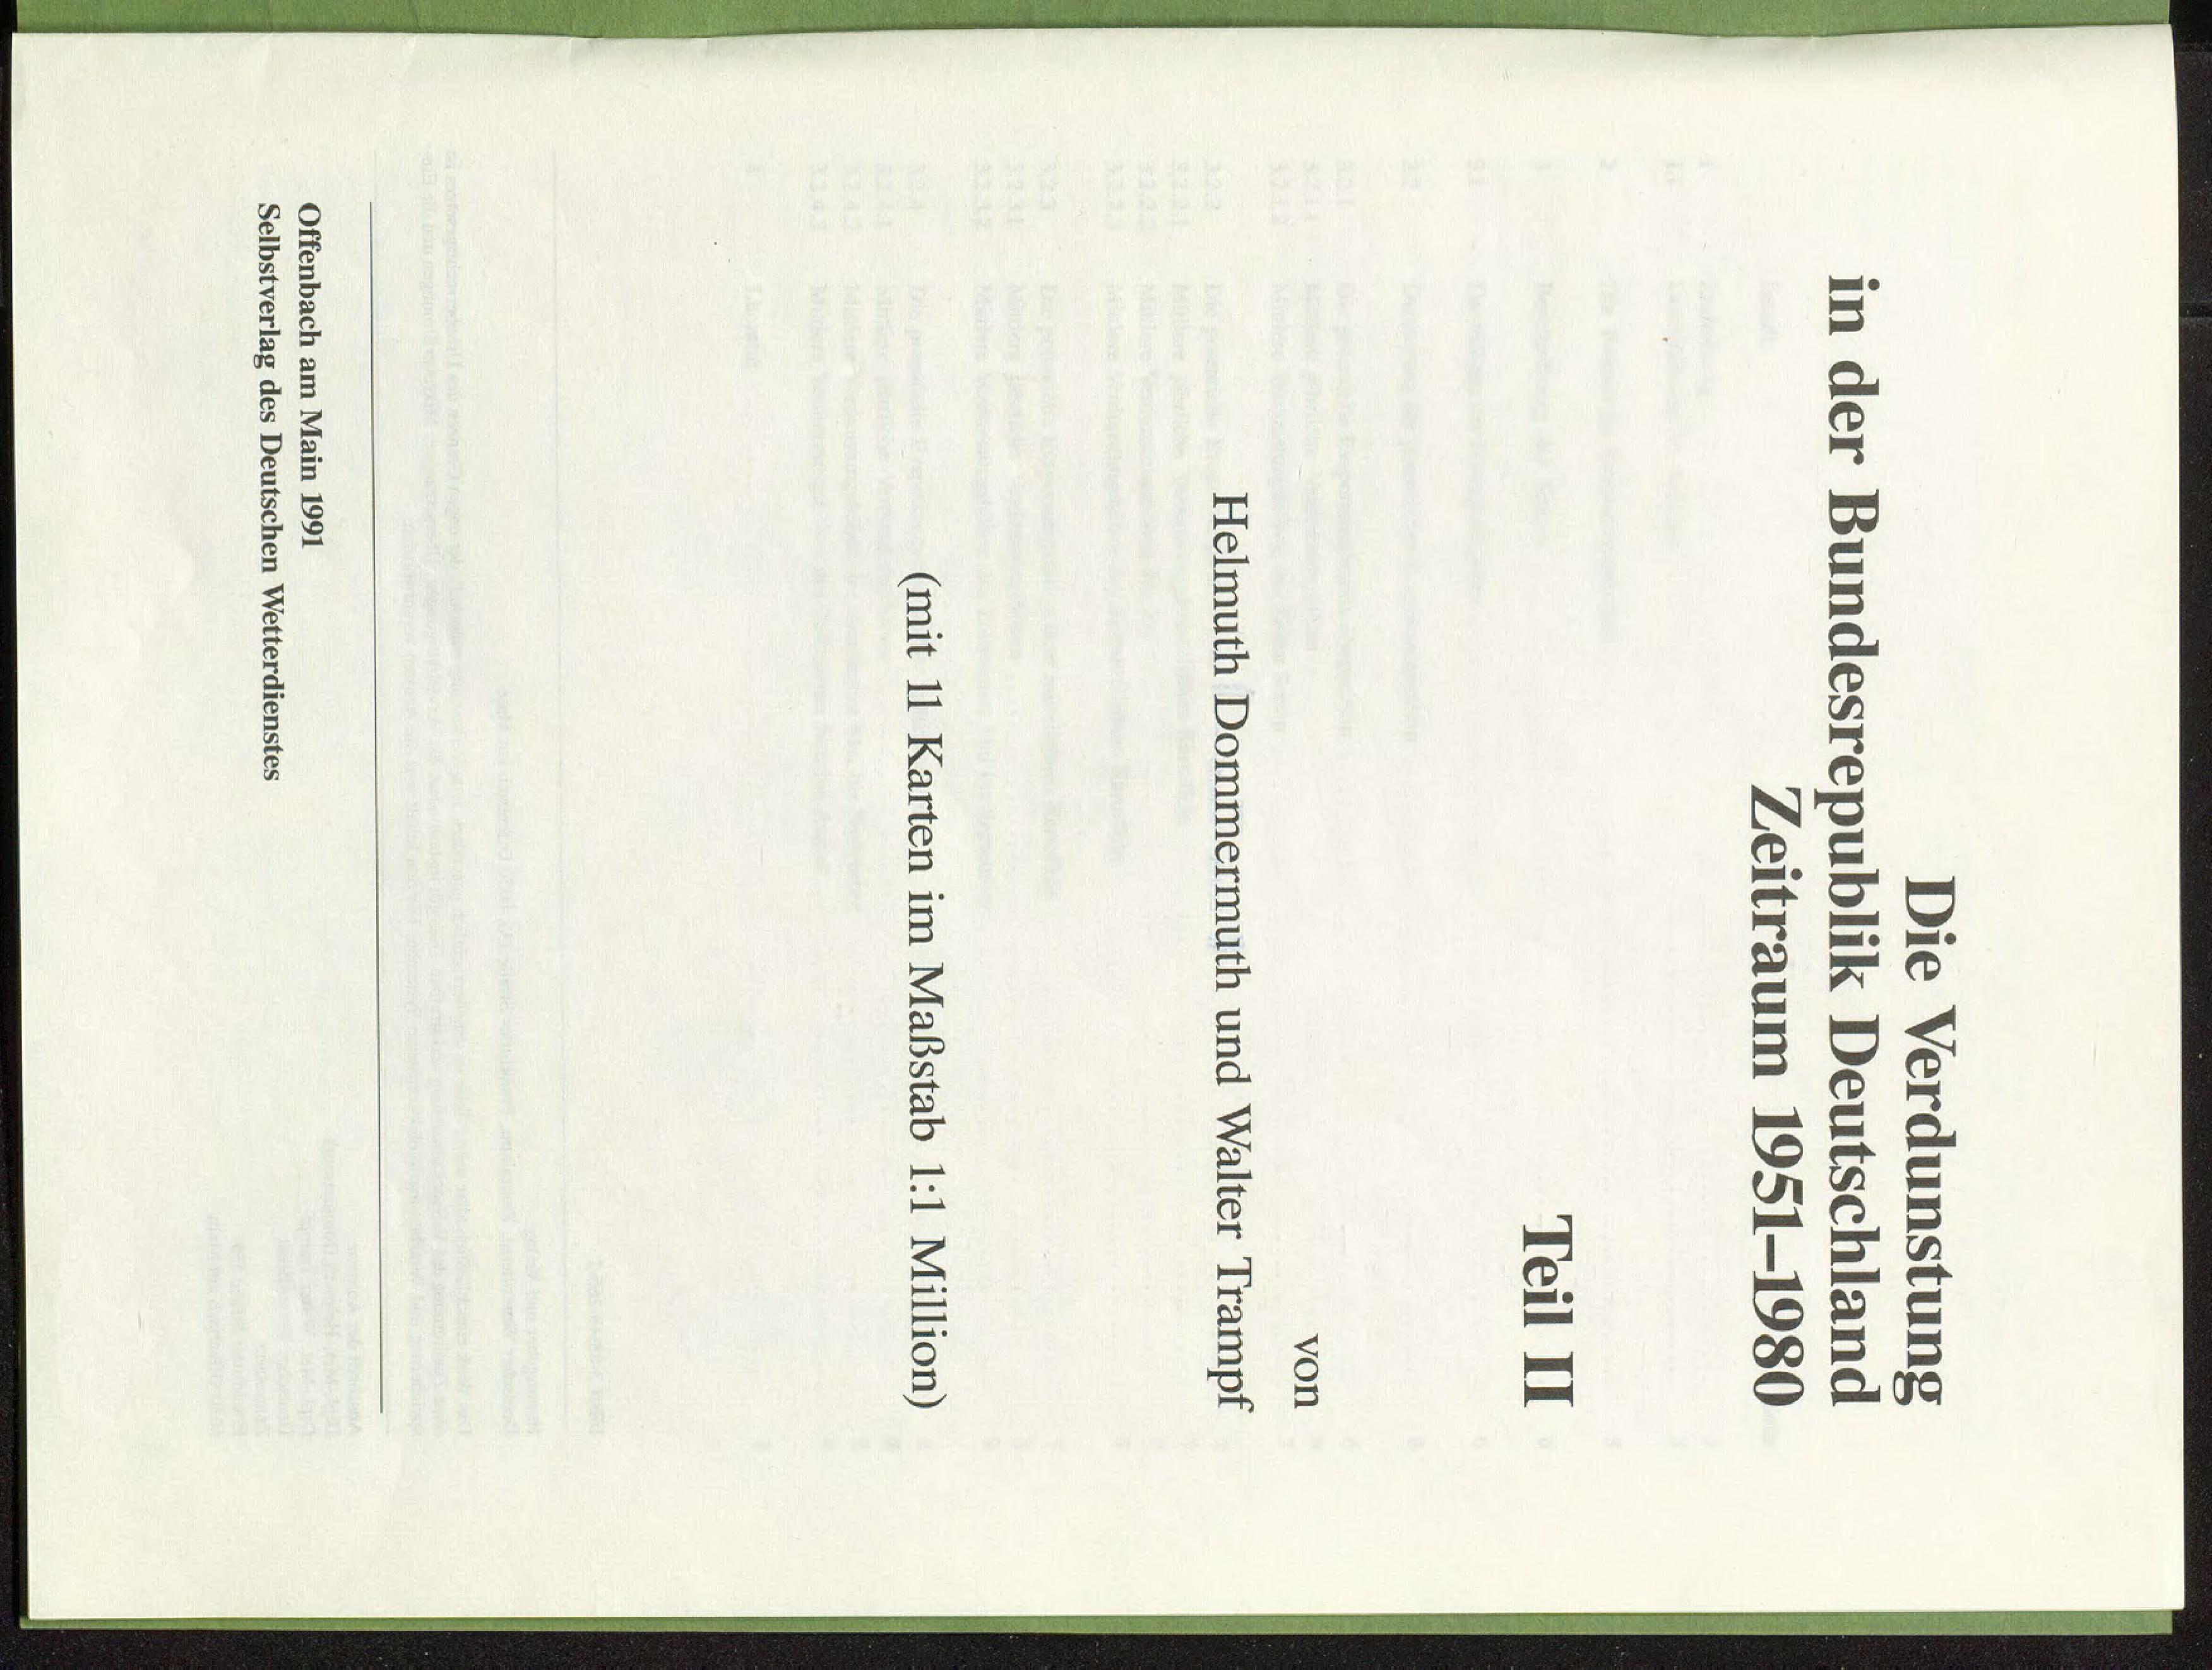 Die Verdunstung
in der Bundesrepublik Deutschland
Zeitraum 1951–1980
Teil II
von
Helmuth Dommermuth und Walter Trampf
(mit 11 Karten im Maßstab 1:1 Million)
Offenbach am Main 1991
Selbstverlag des Deutschen Wetterdienstes